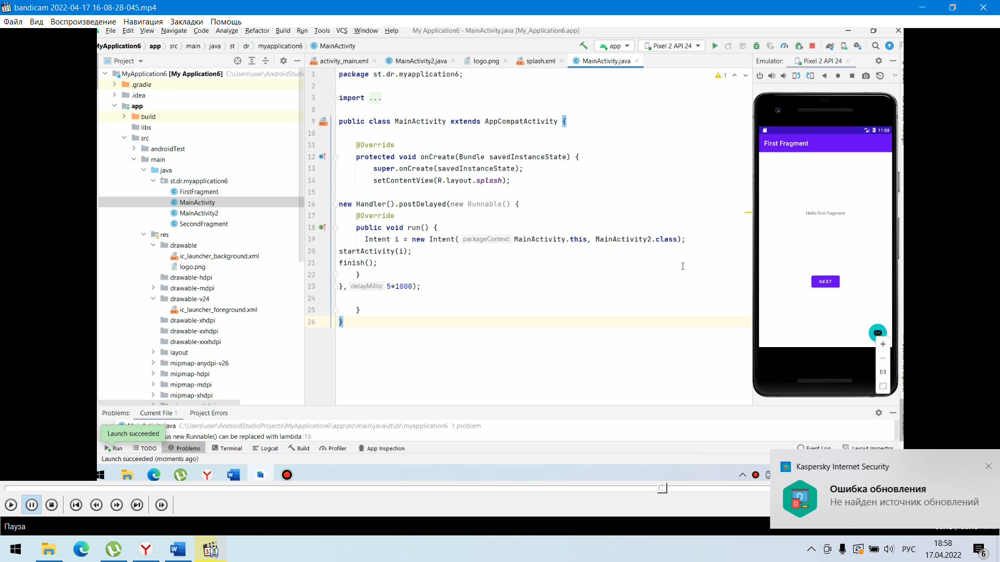 bandicam 2022-04-17 16-08-28-045.mp4
Файл Вид Воспроизведение Навигация Закладки Помощь
File Edit View Navigate Code Analyze Refactor Build Run Tools VCS Window Help My Application6 - MainActivity.java [My_Application6.app]
MyApplication6 app src main java st dr myapplication6 MainActivity app Pixel 2 API 24
Project activity_main.xml MainActivity2.java logo.png splash.xml MainActivity.java Emulator: Pixel 2 API 24
MyApplication6 [My Application6] C:\Users\user\AndroidStudi
.gradle
.idea
app
build
libs
src
androidTest
main
java
st.dr.myapplication6
FirstFragment
MainActivity
MainActivity2
SecondFragment
res
drawable
ic_launcher_background.xml
logo.png
drawable-hdpi
drawable-mdpi
drawable-v24
ic_launcher_foreground.xml
drawable-xhdpi
drawable-xxhdpi
drawable-xxxhdpi
layout
mipmap-anydpi-v26
mipmap-hdpi
mipmap-mdpi
mipmap-xhdpi
1 package st.dr.myapplication6; 1
2
3 import ...
8
9 public class MainActivity extends AppCompatActivity {
10
11 @Override
12 protected void onCreate(Bundle savedInstanceState) {
13 super.onCreate(savedInstanceState);
14 setContentView(R.layout.splash);
15
16 new Handler().postDelayed(new Runnable() {
17 @Override
18 public void run() {
19 Intent i = new Intent( packageContext: MainActivity.this, MainActivity2.class);
20 startActivity(i);
21 finish();
22 }
23 }, delayMillis: 5*1000);
24
25 }
26 }
11:08
First Fragment
Hello first fragment
NEXT
1:1
Problems: Current File 1 Project Errors
C:\Users\user\AndroidStudioProjects\MyApplication6\app\src\main\java\st\dr\myapplication6 1 problem
Launch succeeded
us new Runnable() can be replaced with lambda :16
Run TODO Problems Terminal Logcat Build Profiler App Inspection Event Log Layout Inspector
Launch succeeded (moments ago)
Kaspersky Internet Security
Ошибка обновления
Не найден источник обновлений
Пауза
РУС
18:58
17.04.2022
6